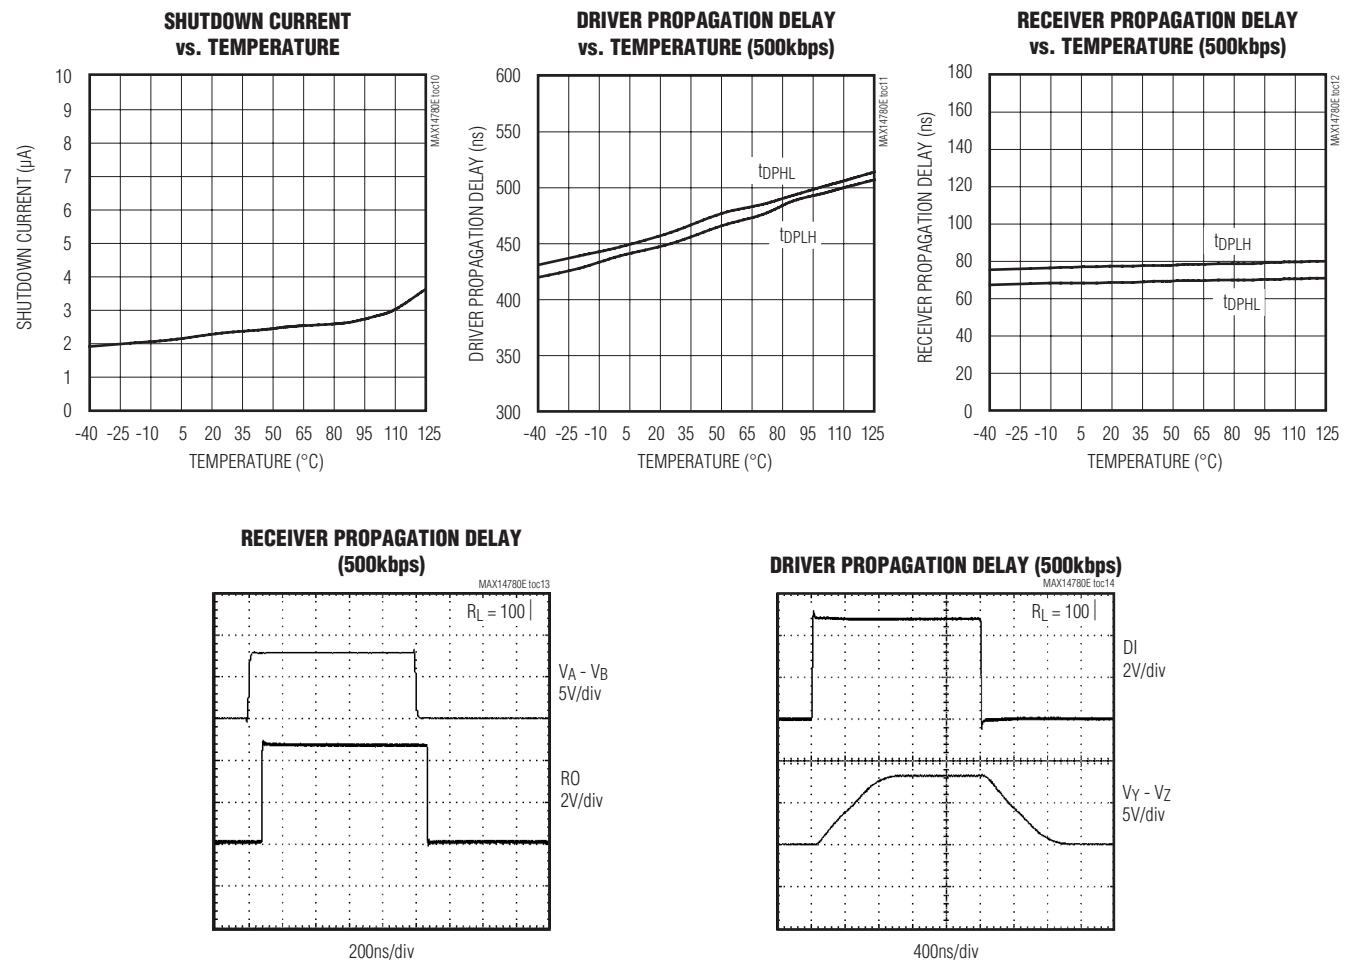 SHUTDOWN CURRENT
vs. TEMPERATURE
MAX14780E toc10
SHUTDOWN CURRENT (µA)
10
9
8
7
6
5
4
3
2
1
0
-40 -25 -10 5 20 35 50 65 80 95 110 125
TEMPERATURE (°C)
DRIVER PROPAGATION DELAY
vs. TEMPERATURE (500kbps)
MAX14780E toc11
DRIVER PROPAGATION DELAY (ns)
600
550
500
450
400
350
300
tDPHL
tDPLH
-40 -25 -10 5 20 35 50 65 80 95 110 125
TEMPERATURE (°C)
RECEIVER PROPAGATION DELAY
vs. TEMPERATURE (500kbps)
MAX14780E toc12
RECEIVER PROPAGATION DELAY (ns)
180
160
140
120
100
80
60
40
20
0
tDPLH
tDPHL
-40 -25 -10 5 20 35 50 65 80 95 110 125
TEMPERATURE (°C)
RECEIVER PROPAGATION DELAY
(500kbps)
MAX14780E toc13
RL = 100 |
VA - VB
5V/div
RO
2V/div
200ns/div
DRIVER PROPAGATION DELAY (500kbps)
MAX14780E toc14
RL = 100 |
DI
2V/div
VY - VZ
5V/div
400ns/div